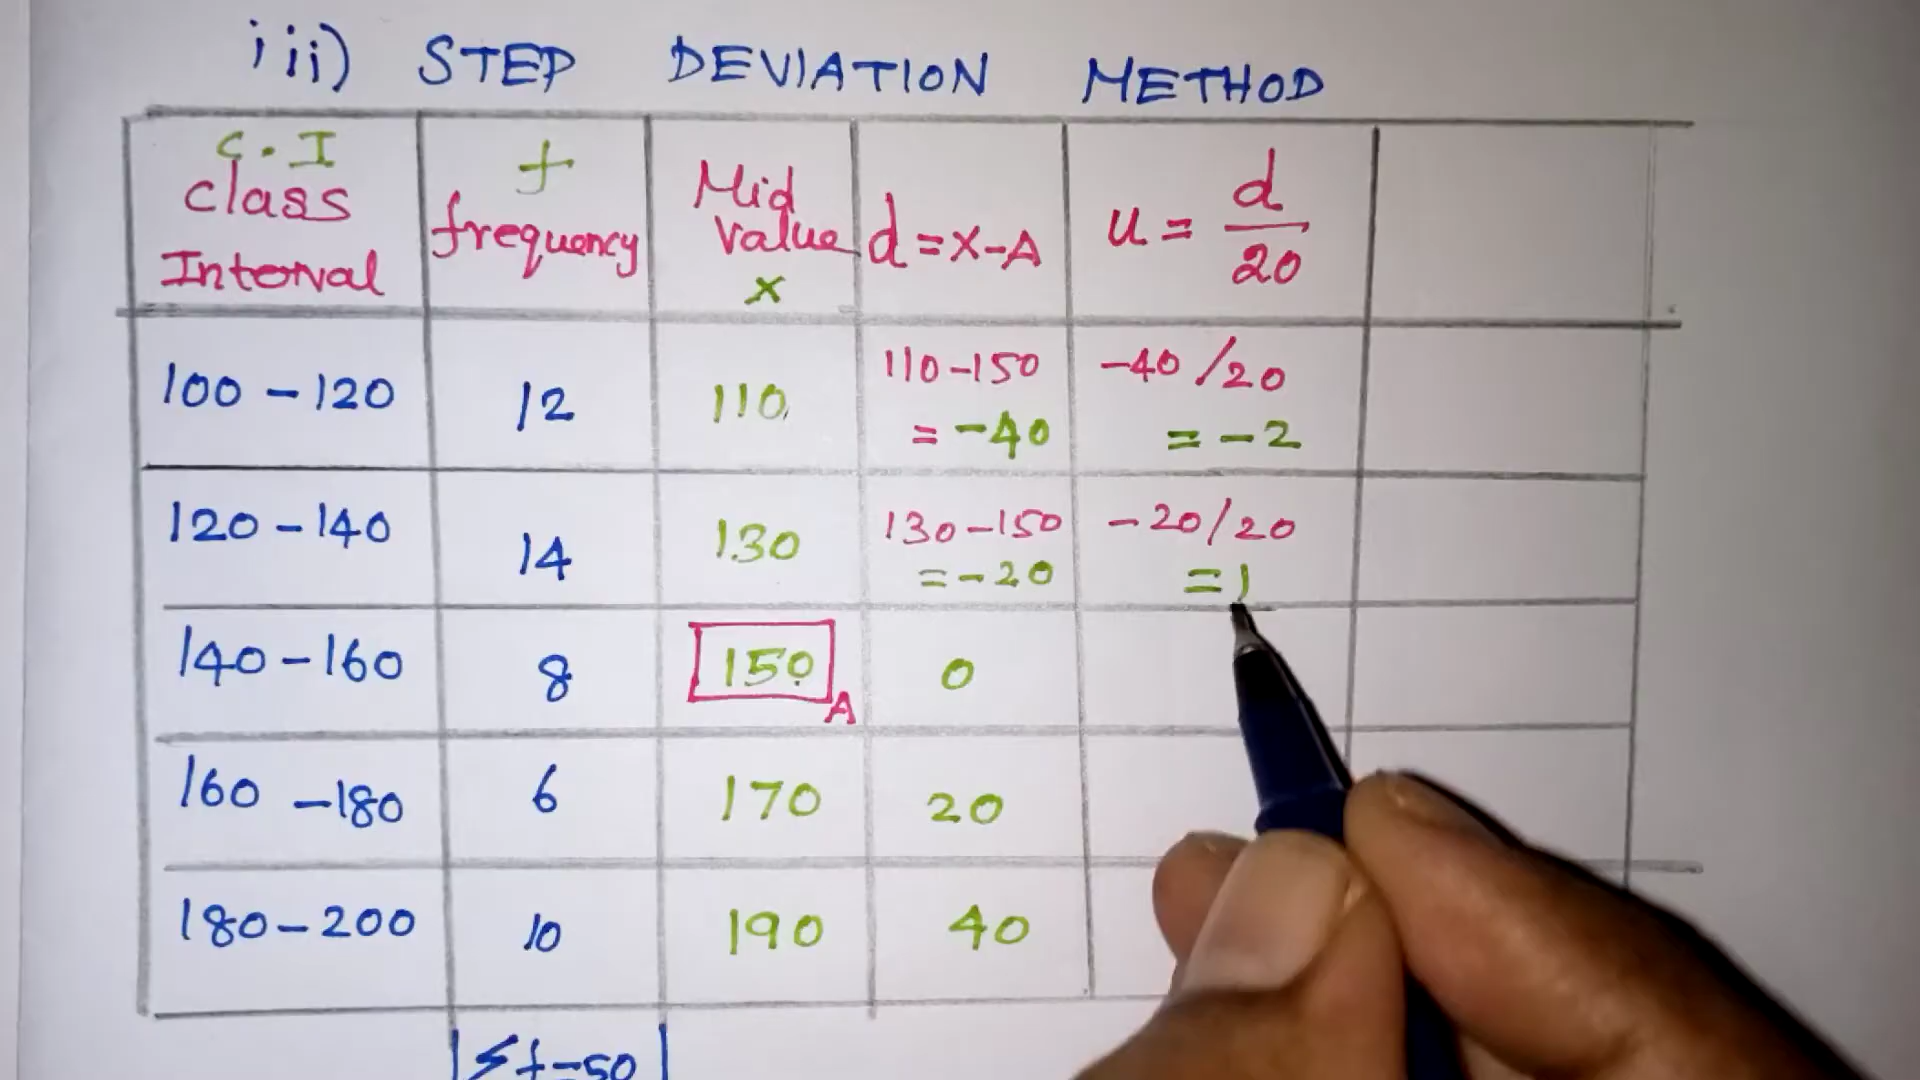 iii) STEP DEVIATION METHOD
C.I
class
Interval
f
frequency
Mid
Value
x
d = x - A
u = d/20
100 - 120
12
110
110 - 150
= -40
-40/20
= -2
120 - 140
14
130
130 - 150
= -20
-20/20
= 1
140 - 160
8
150
A
0
160 - 180
6
170
20
180 - 200
10
190
40
Σf = 50